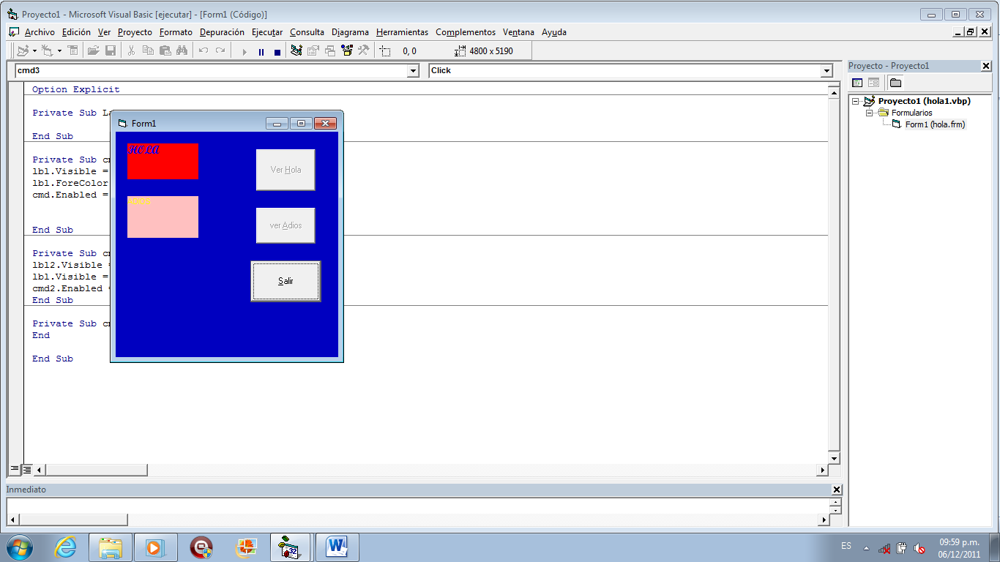 Proyecto1 - Microsoft Visual Basic [ejecutar] - [Form1 (Código)]
Archivo Edición Ver Proyecto Formato Depuración Ejecutar Consulta Diagrama Herramientas Complementos Ventana Ayuda
0, 0 4800 x 5190
cmd3 Click
Option Explicit
Private Sub
End Sub
Private Sub
lbl.Visible =
lbl.ForeColor
cmd.Enabled =
End Sub
Private Sub
lbl2.Visible =
lbl.Visible =
cmd2.Enabled =
End Sub
Private Sub
End
End Sub
Form1
HOLA
ADIOS
Ver Hola
ver Adios
Salir
Proyecto - Proyecto1
Proyecto1 (hola1.vbp)
Formularios
Form1 (hola.frm)
Inmediato
32
ES
09:59 p.m.
06/12/2011